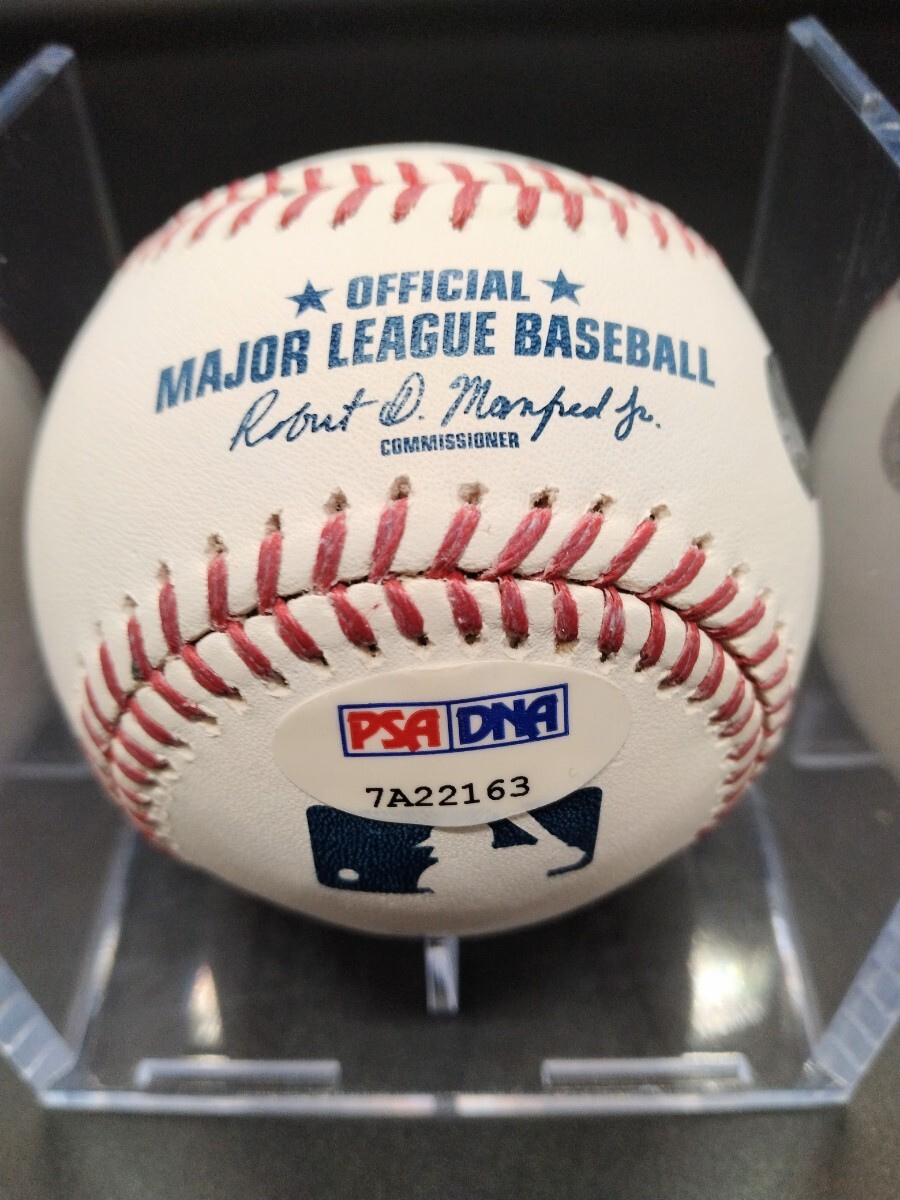 OFFICIAL
MAJOR LEAGUE BASEBALL
Robert D. Manfred Jr.
COMMISSIONER
PSA DNA
7A22163